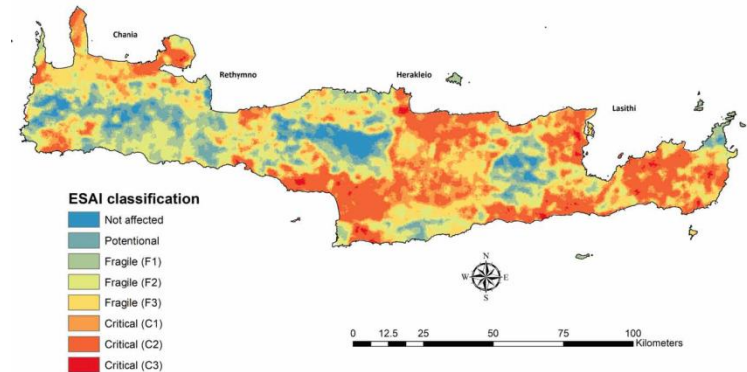 Chania
Rethymno
Herakleio
Lasithi
ESAI classification
Not affected
Potentional
Fragile (F1)
Fragile (F2)
Fragile (F3)
Critical (C1)
Critical (C2)
Critical (C3)
N
W E
S
0 12.5 25 50 75 100
Kilometers